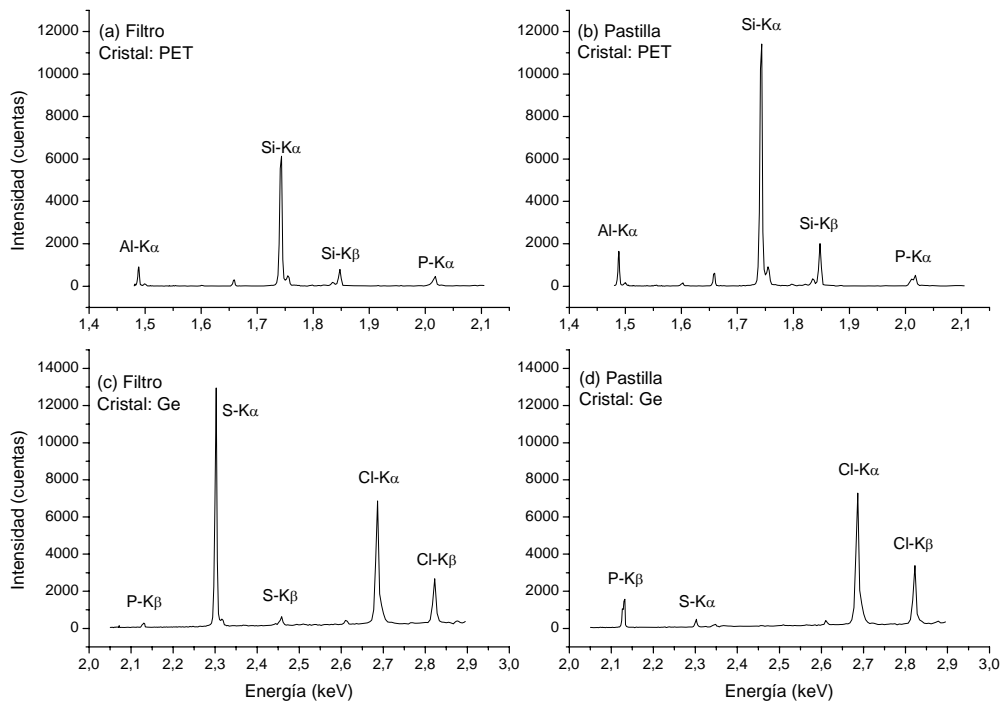 (a) Filtro
Cristal: PET
Intensidad (cuentas)
12000
10000
8000
6000
4000
2000
0
Al-Kα
Si-Kα
Si-Kβ
P-Kα
1,4 1,5 1,6 1,7 1,8 1,9 2,0 2,1
(b) Pastilla
Cristal: PET
12000
10000
8000
6000
4000
2000
0
Al-Kα
Si-Kα
Si-Kβ
P-Kα
1,4 1,5 1,6 1,7 1,8 1,9 2,0 2,1
(c) Filtro
Cristal: Ge
Intensidad (cuentas)
14000
12000
10000
8000
6000
4000
2000
0
P-Kβ
S-Kα
S-Kβ
Cl-Kα
Cl-Kβ
2,0 2,1 2,2 2,3 2,4 2,5 2,6 2,7 2,8 2,9 3,0
Energía (keV)
(d) Pastilla
Cristal: Ge
14000
12000
10000
8000
6000
4000
2000
0
P-Kβ
S-Kα
Cl-Kα
Cl-Kβ
2,0 2,1 2,2 2,3 2,4 2,5 2,6 2,7 2,8 2,9 3,0
Energía (keV)